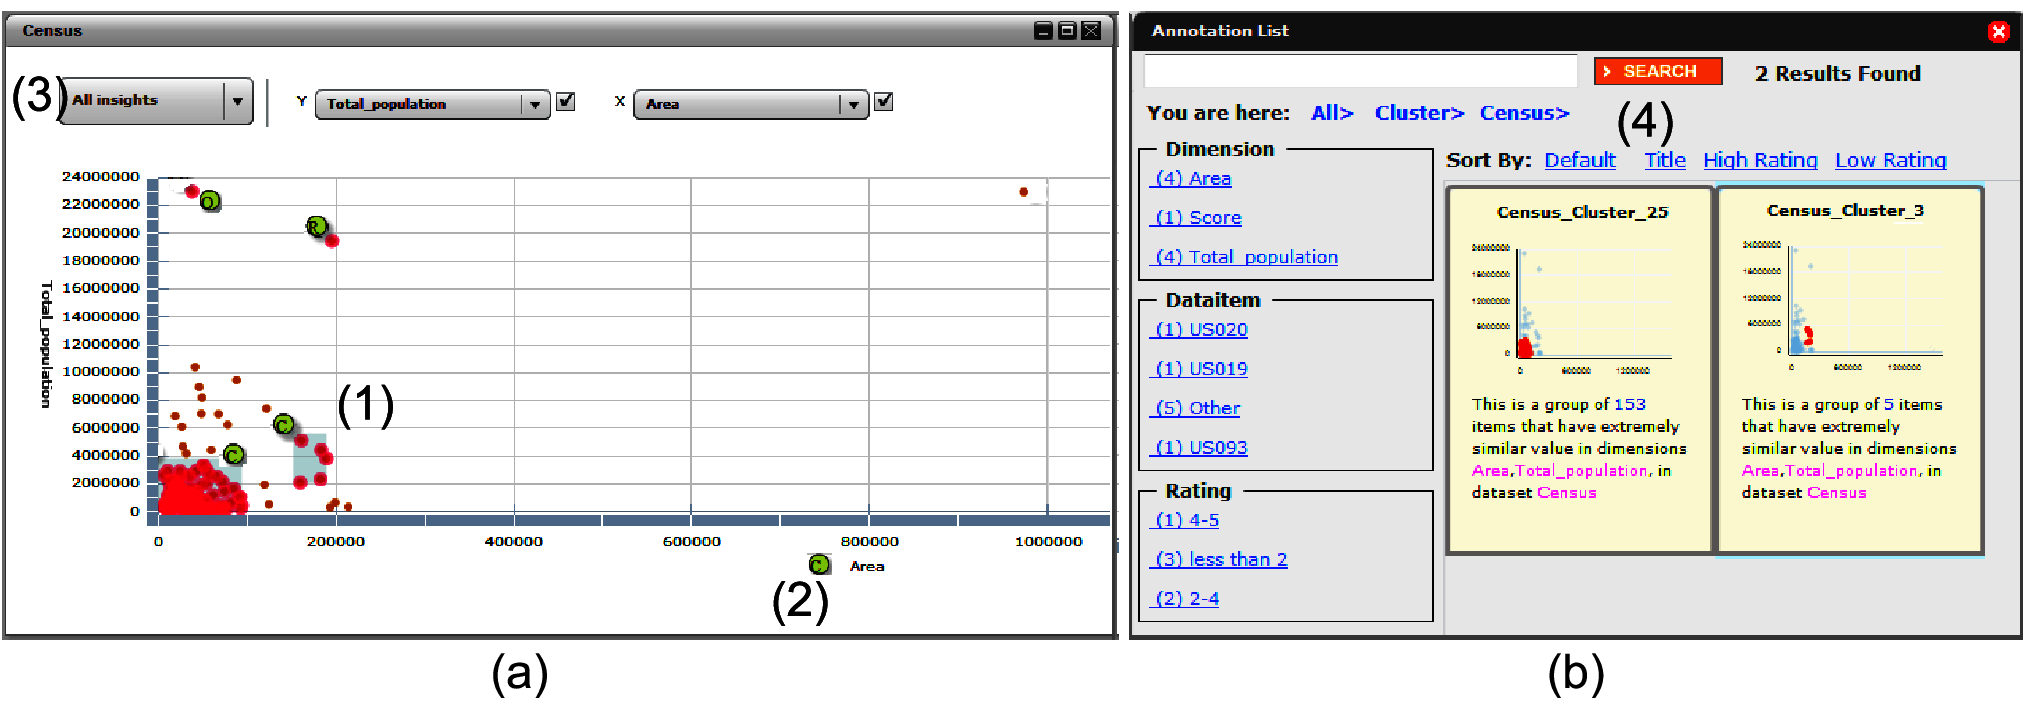 Census
(3) All insights
Y Total_population X Area
24000000
22000000
20000000
18000000
16000000
14000000
12000000
10000000
8000000
6000000
4000000
2000000
0
Total_population
Q
R
C
C
(1)
0 200000 400000 600000 800000 1000000
C Area
(2)
(a)
Annotation List
SEARCH 2 Results Found
You are here: All> Cluster> Census>
(4)
Dimension
(4) Area
(1) Score
(4) Total_population
Dataitem
(1) US020
(1) US019
(5) Other
(1) US093
Rating
(1) 4-5
(3) less than 2
(2) 2-4
Sort By: Default Title High Rating Low Rating
Census_Cluster_25
0 600000 1200000
This is a group of 153
items that have extremely
similar value in dimensions
Area,Total_population, in
dataset Census
Census_Cluster_3
0 600000 1200000
This is a group of 5 items
that have extremely
similar value in dimensions
Area,Total_population, in
dataset Census
(b)